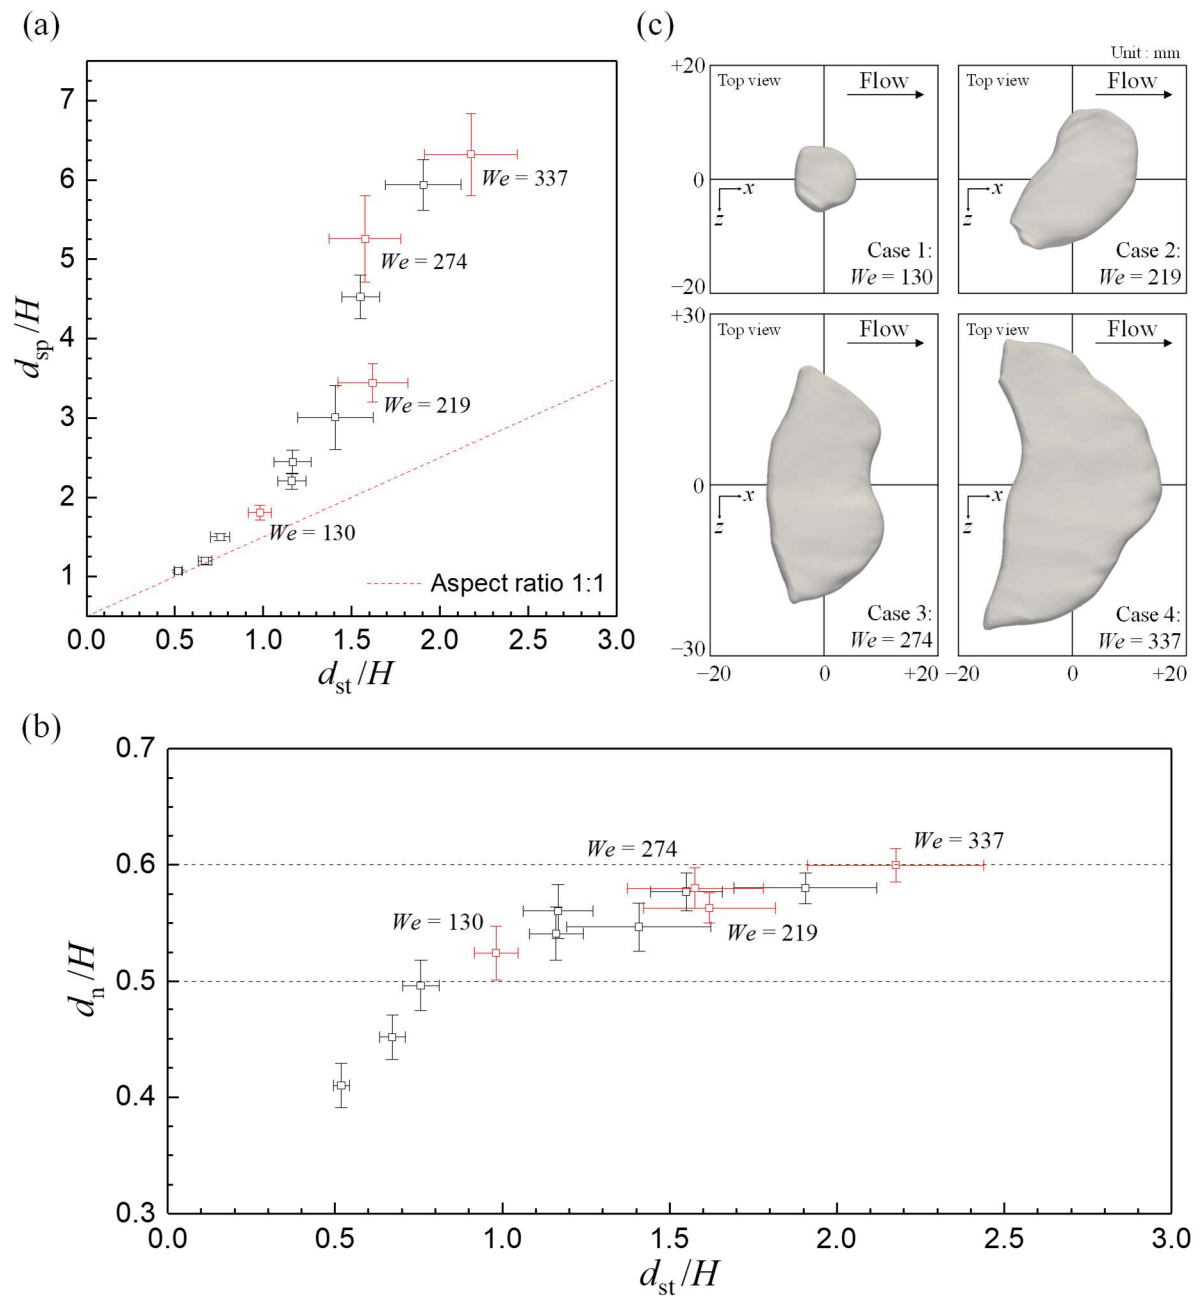 (a)
7
6
5
4
3
2
1
0.0 0.5 1.0 1.5 2.0 2.5 3.0
dsp/H
dst/H
We = 337
We = 274
We = 219
We = 130
Aspect ratio 1:1
(c)
Unit : mm
+20
0
−20
Top view
Flow
x
z
Case 1:
We = 130
Top view
Flow
x
z
Case 2:
We = 219
+30
0
−30
Top view
Flow
x
z
Case 3:
We = 274
Top view
Flow
x
z
Case 4:
We = 337
−20 0 +20
−20 0 +20
(b)
0.7
0.6
0.5
0.4
0.3
dn/H
We = 337
We = 274
We = 130
We = 219
0.0 0.5 1.0 1.5 2.0 2.5 3.0
dst/H